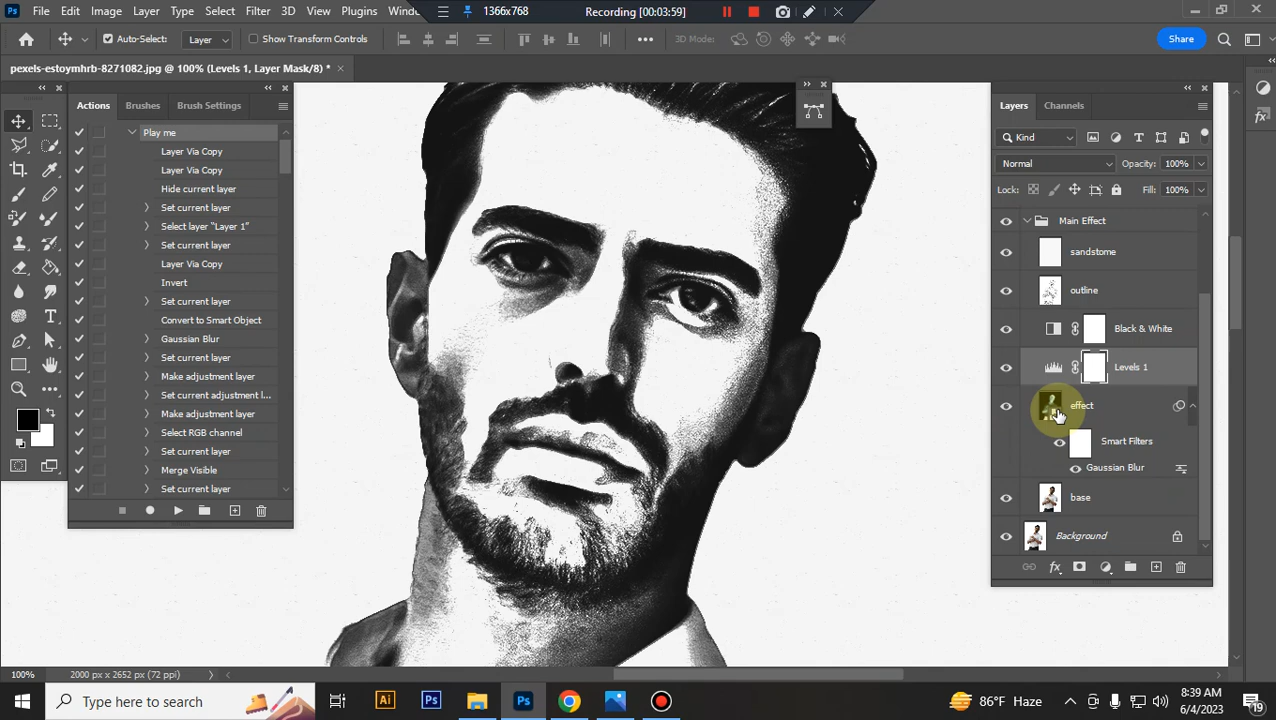 1366x768 Recording [00:03:59]
Ps File Edit Image Layer Type Select Filter 3D View Plugins Wind
Auto-Select: Layer Show Transform Controls 3D Mode: Share
pexels-estoymhrb-8271082.jpg @ 100% (Levels 1, Layer Mask/8) *
Actions Brushes Brush Settings
Play me
Layer Via Copy
Layer Via Copy
Hide current layer
Set current layer
Select layer "Layer 1"
Set current layer
Layer Via Copy
Invert
Set current layer
Convert to Smart Object
Gaussian Blur
Set current layer
Make adjustment layer
Set current adjustment l...
Make adjustment layer
Select RGB channel
Set current layer
Merge Visible
Set current layer
Layers Channels
Kind
Normal Opacity: 100%
Lock: Fill: 100%
Main Effect
sandstome
outline
Black & White
Levels 1
effect
Smart Filters
Gaussian Blur
base
Background
100% 2000 px x 2652 px (72 ppi)
Type here to search Ai Ps Ps 86°F Haze 8:39 AM
6/4/2023 19